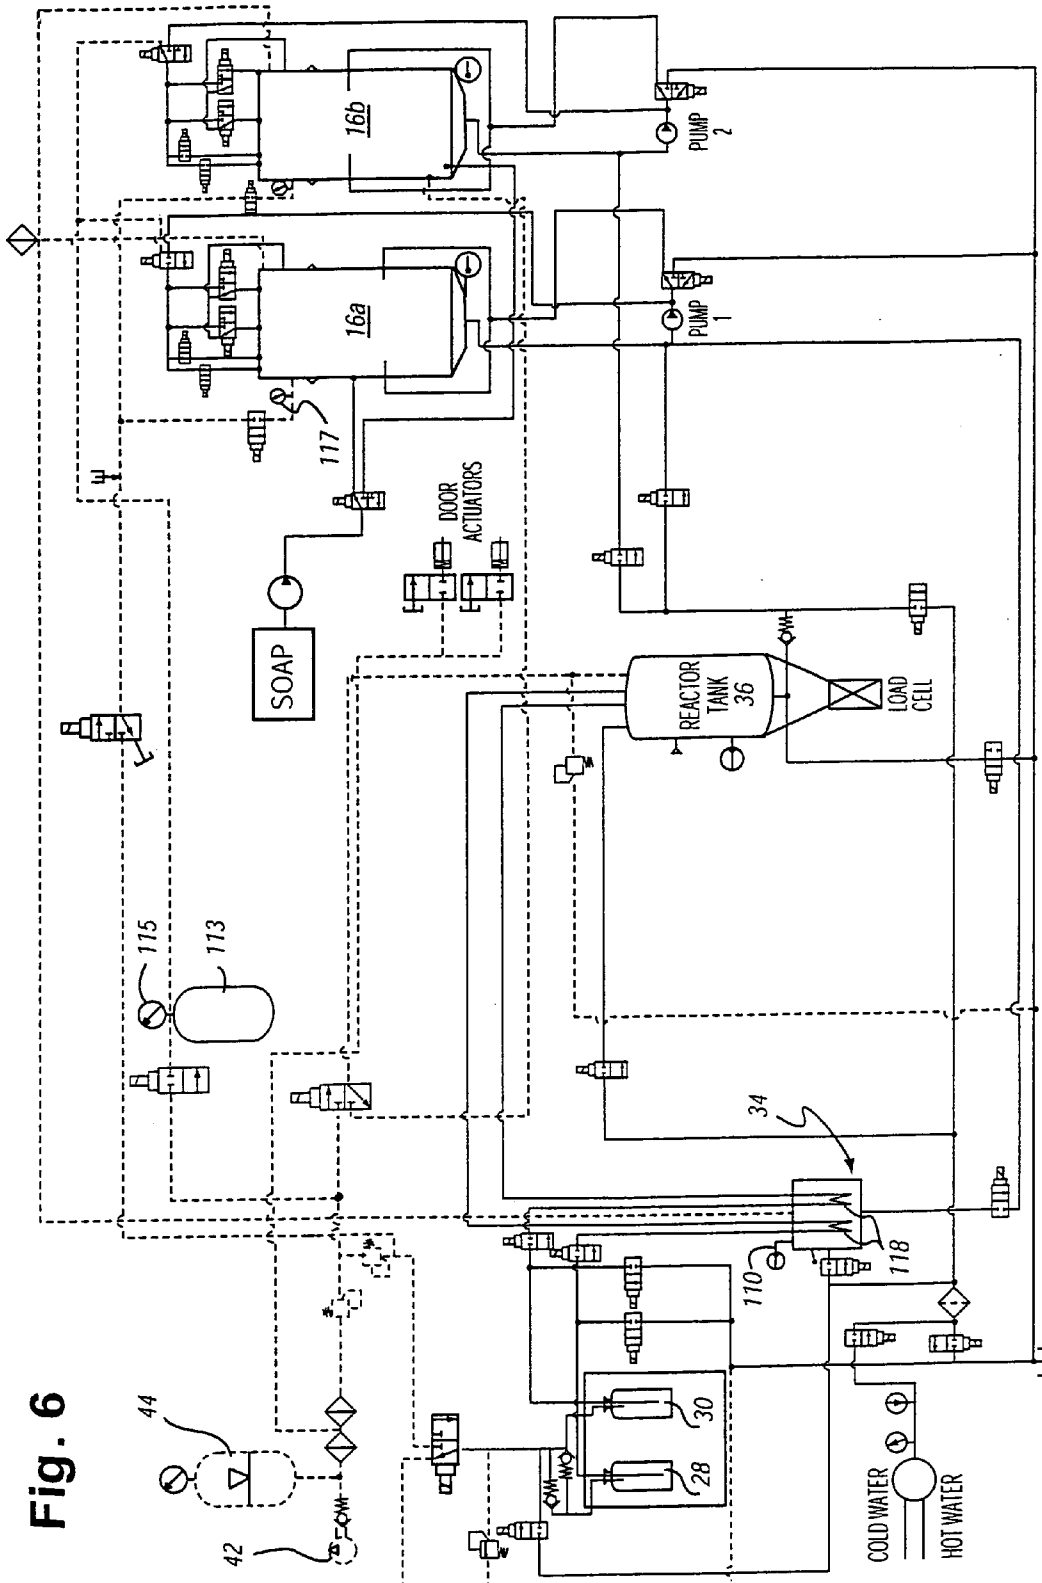 Fig. 6
44
42
115
113
SOAP
117
16a
16b
DOOR
ACTUATORS
PUMP
1
PUMP
2
REACTOR
TANK
36
LOAD
CELL
34
110
118
28
30
COLD WATER
HOT WATER